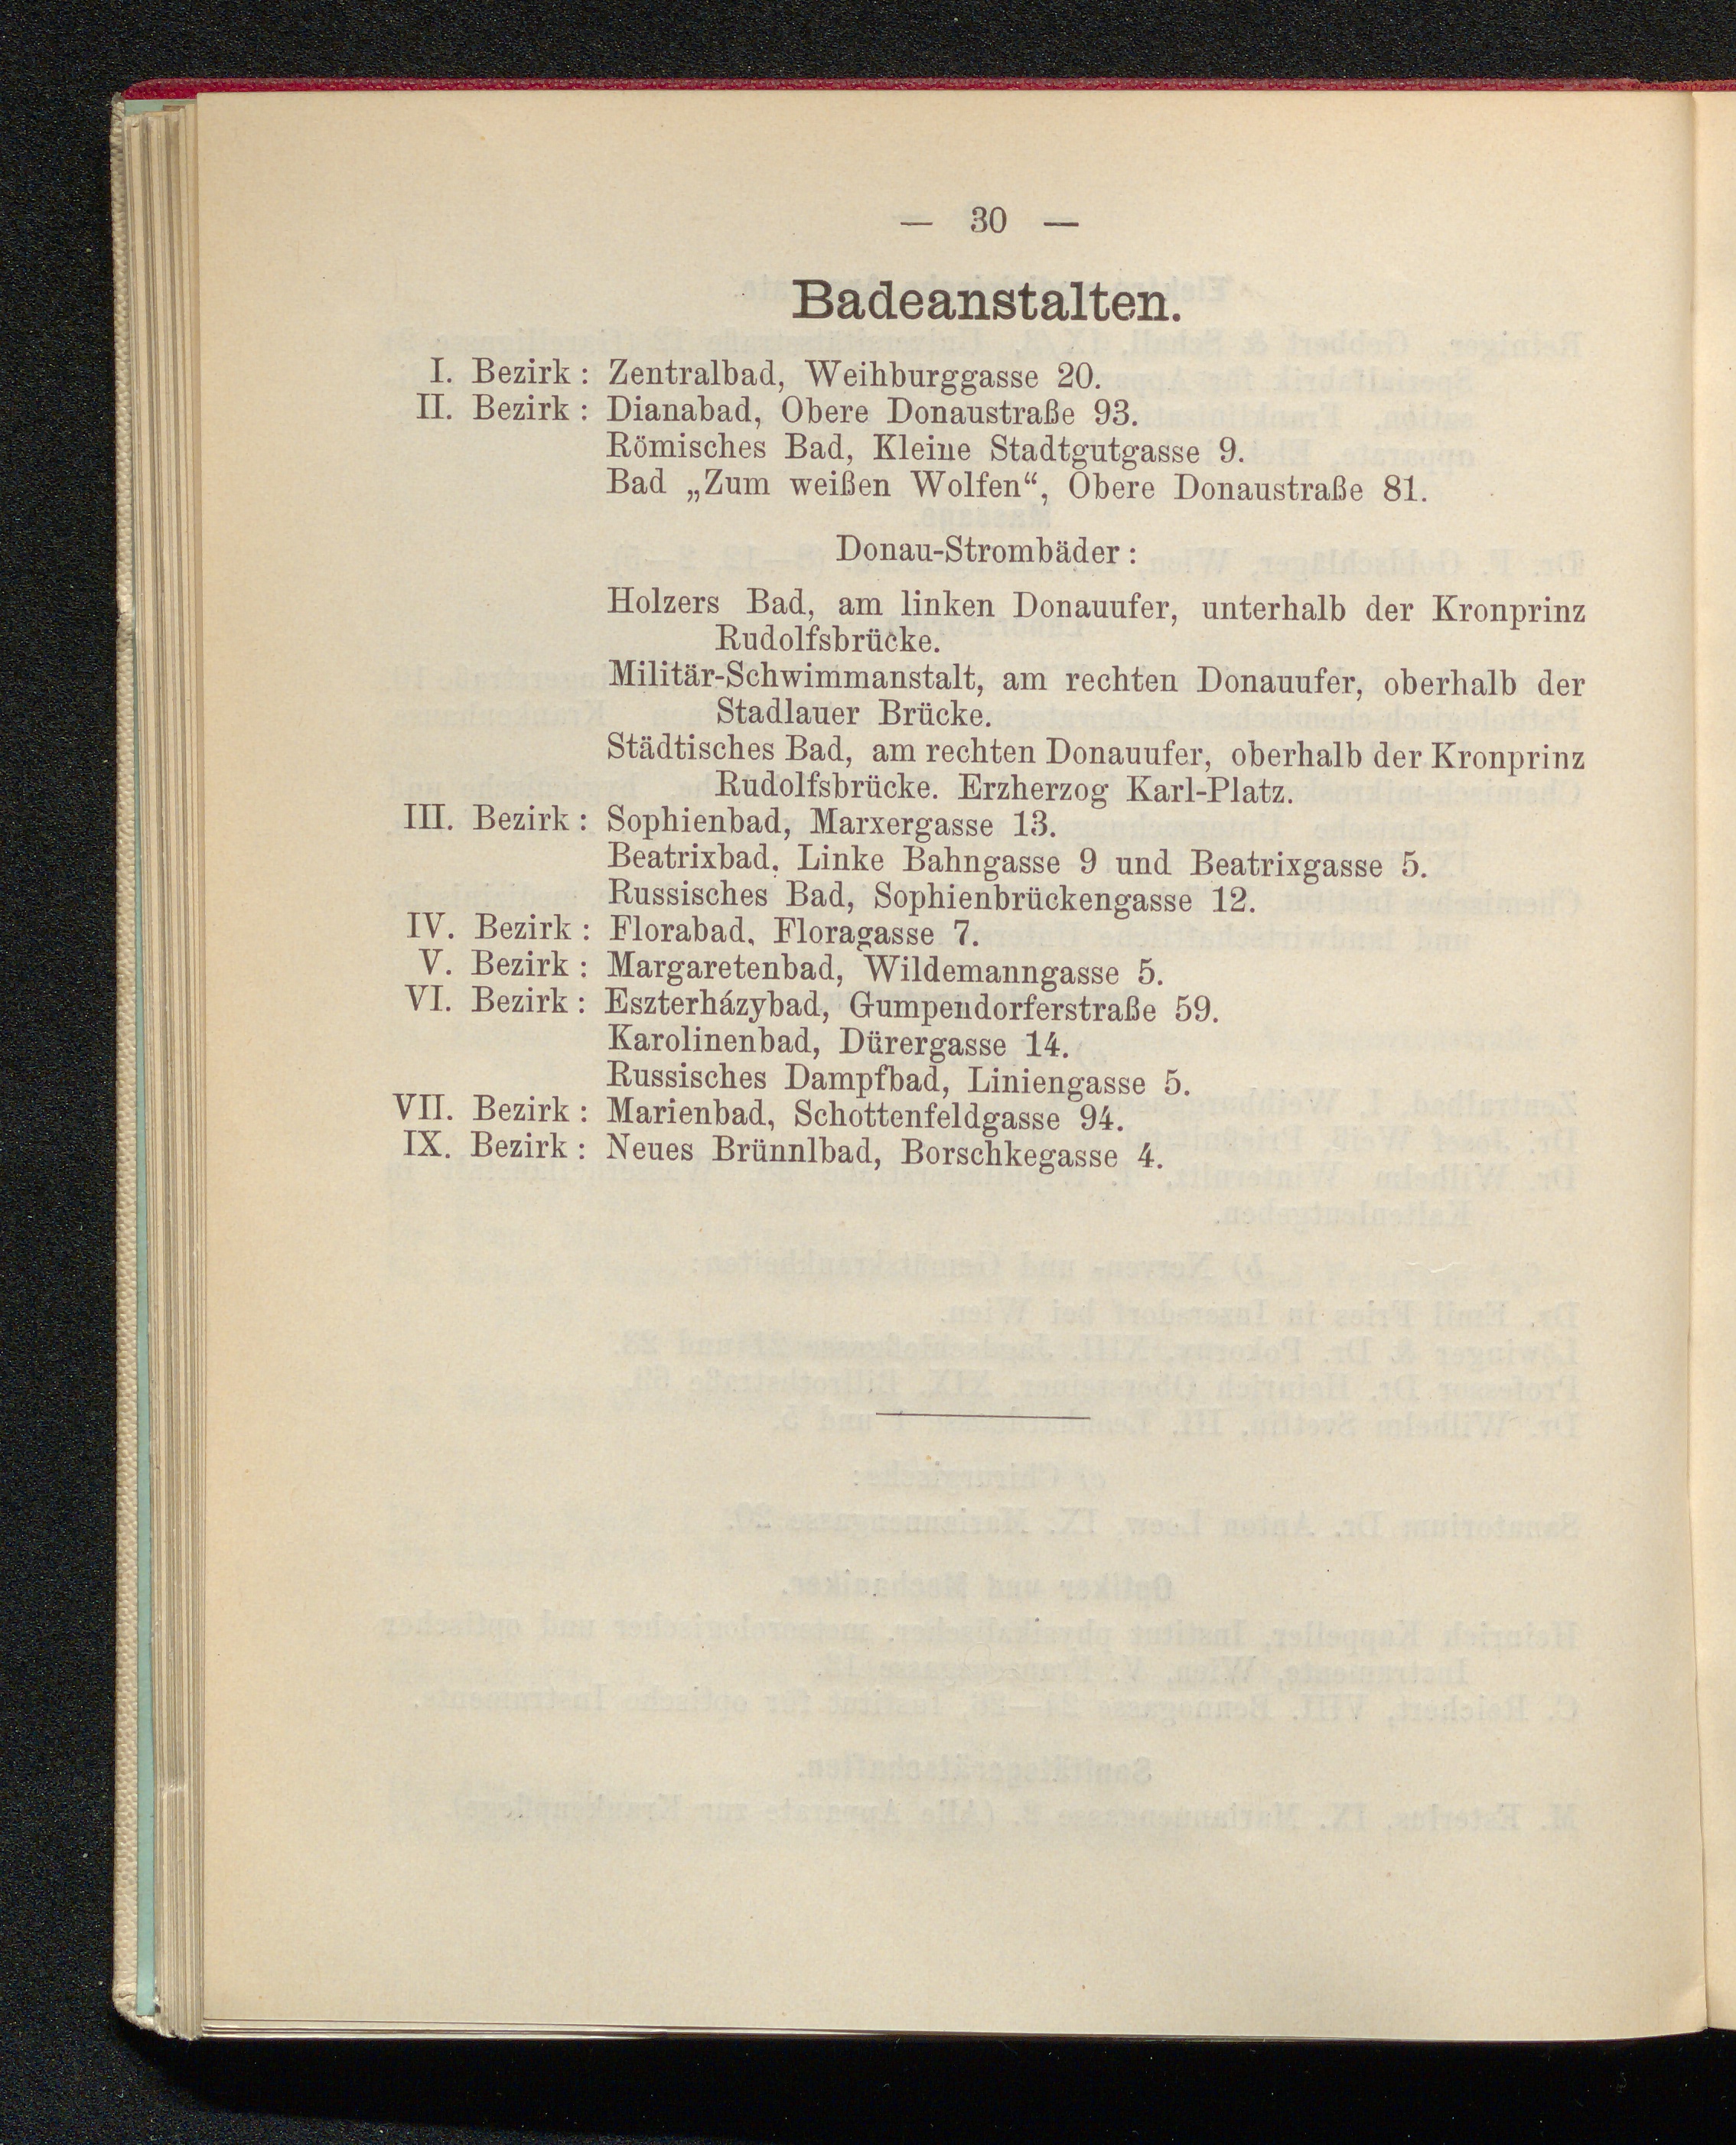 — 30 —
Badeanstalten.
I. Bezirk: Zentralbad, Weihburggasse 20.
II. Bezirk: Dianabad, Obere Donaustraße 93.
Römisches Bad, Kleine Stadtgutgasse 9.
Bad „Zum weißen Wolfen“, Obere Donaustraße 81.
Donau-Strombäder:
Holzers Bad, am linken Donauufer, unterhalb der Kronprinz
Rudolfsbrücke.
Militär-Schwimmanstalt, am rechten Donauufer, oberhalb der
Stadlauer Brücke.
Städtisches Bad, am rechten Donauufer, oberhalb der Kronprinz
Rudolfsbrücke. Erzherzog Karl-Platz.
III. Bezirk: Sophienbad, Marxergasse 13.
Beatrixbad, Linke Bahngasse 9 und Beatrixgasse 5.
Russisches Bad, Sophienbrückengasse 12.
IV. Bezirk: Florabad, Floragasse 7.
V. Bezirk: Margaretenbad, Wildemanngasse 5.
VI. Bezirk: Eszterházybad, Gumpendorferstraße 59.
Karolinenbad, Dürergasse 14.
Russisches Dampfbad, Liniengasse 5.
VII. Bezirk: Marienbad, Schottenfeldgasse 94.
IX. Bezirk: Neues Brünnlbad, Borschkegasse 4.